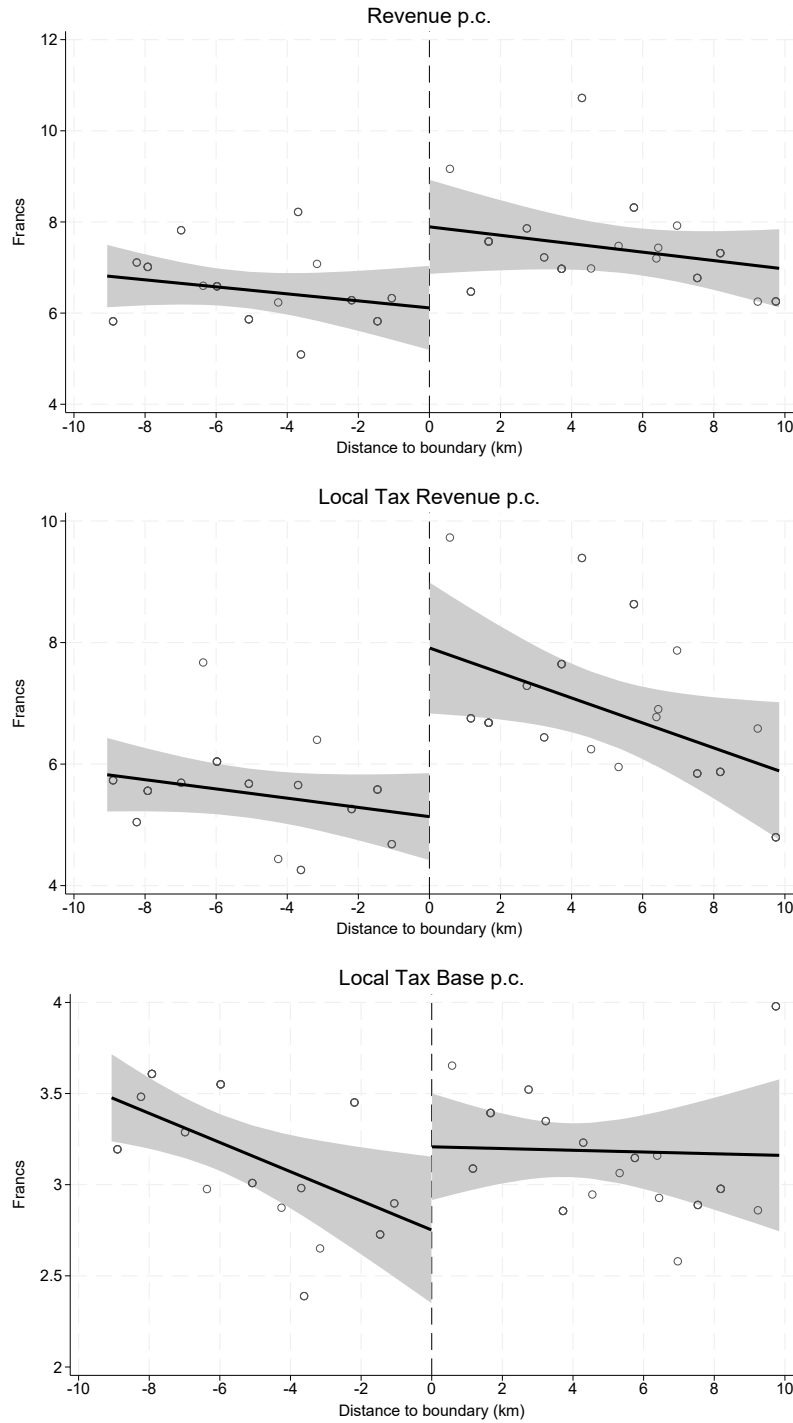 Revenue p.c.
12
10
8
6
4
Francs
-10 -8 -6 -4 -2 0 2 4 6 8 10
Distance to boundary (km)
Local Tax Revenue p.c.
10
8
6
4
Francs
-10 -8 -6 -4 -2 0 2 4 6 8 10
Distance to boundary (km)
Local Tax Base p.c.
4
3.5
3
2.5
2
Francs
-10 -8 -6 -4 -2 0 2 4 6 8 10
Distance to boundary (km)